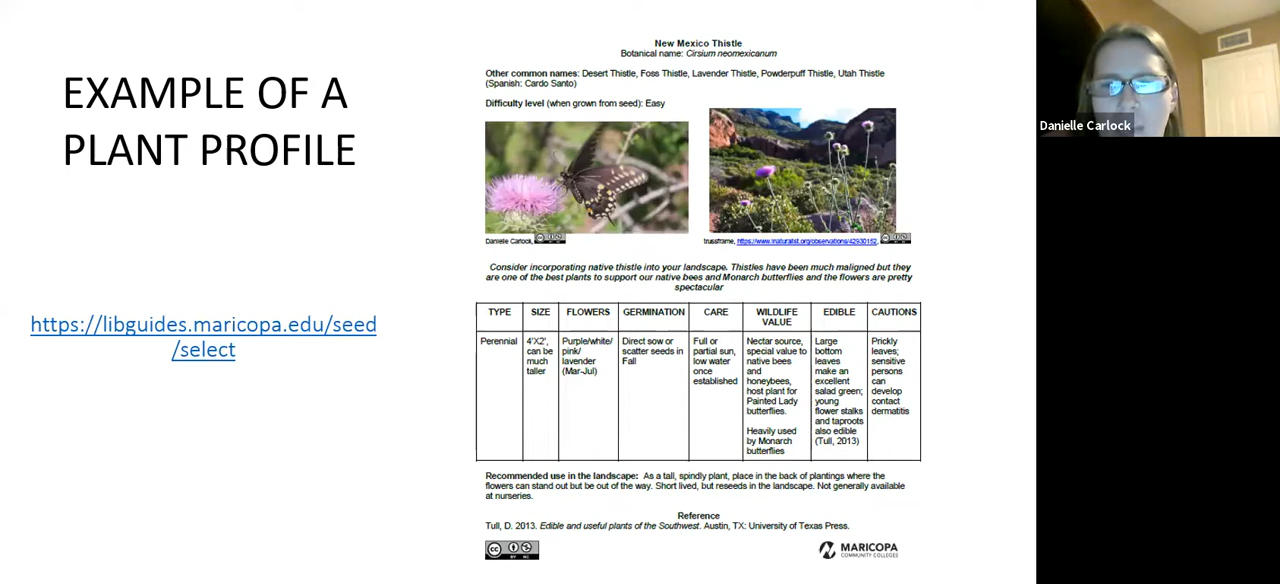 EXAMPLE OF A
PLANT PROFILE
https://libguides.maricopa.edu/seed
/select
New Mexico Thistle
Botanical name: Cirsium neomexicanum
Other common names: Desert Thistle, Foss Thistle, Lavender Thistle, Powderpuff Thistle, Utah Thistle
(Spanish: Cardo Santo)
Difficulty level (when grown from seed): Easy
Danielle Carlock,
trussframe, https://www.inaturalist.org/observations/42930152,
Consider incorporating native thistle into your landscape. Thistles have been much maligned but they
are one of the best plants to support our native bees and Monarch butterflies and the flowers are pretty
spectacular
TYPE
SIZE
FLOWERS
GERMINATION
CARE
WILDLIFE
VALUE
EDIBLE
CAUTIONS
Perennial
4'X2',
can be
much
taller
Purple/white/
pink/
lavender
(Mar-Jul)
Direct sow or
scatter seeds in
Fall
Full or
partial sun,
low water
once
established
Nectar source,
special value to
native bees
and
honeybees,
host plant for
Painted Lady
butterflies.
Heavily used
by Monarch
butterflies
Large
bottom
leaves
make an
excellent
salad green;
young
flower stalks
and taproots
also edible
(Tull, 2013)
Prickly
leaves;
sensitive
persons
can
develop
contact
dermatitis
Recommended use in the landscape: As a tall, spindly plant, place in the back of plantings where the
flowers can stand out but be out of the way. Short lived, but reseeds in the landscape. Not generally available
at nurseries.
Reference
Tull, D. 2013. Edible and useful plants of the Southwest. Austin, TX: University of Texas Press.
cc
BY NC
MARICOPA
COMMUNITY COLLEGES
Danielle Carlock